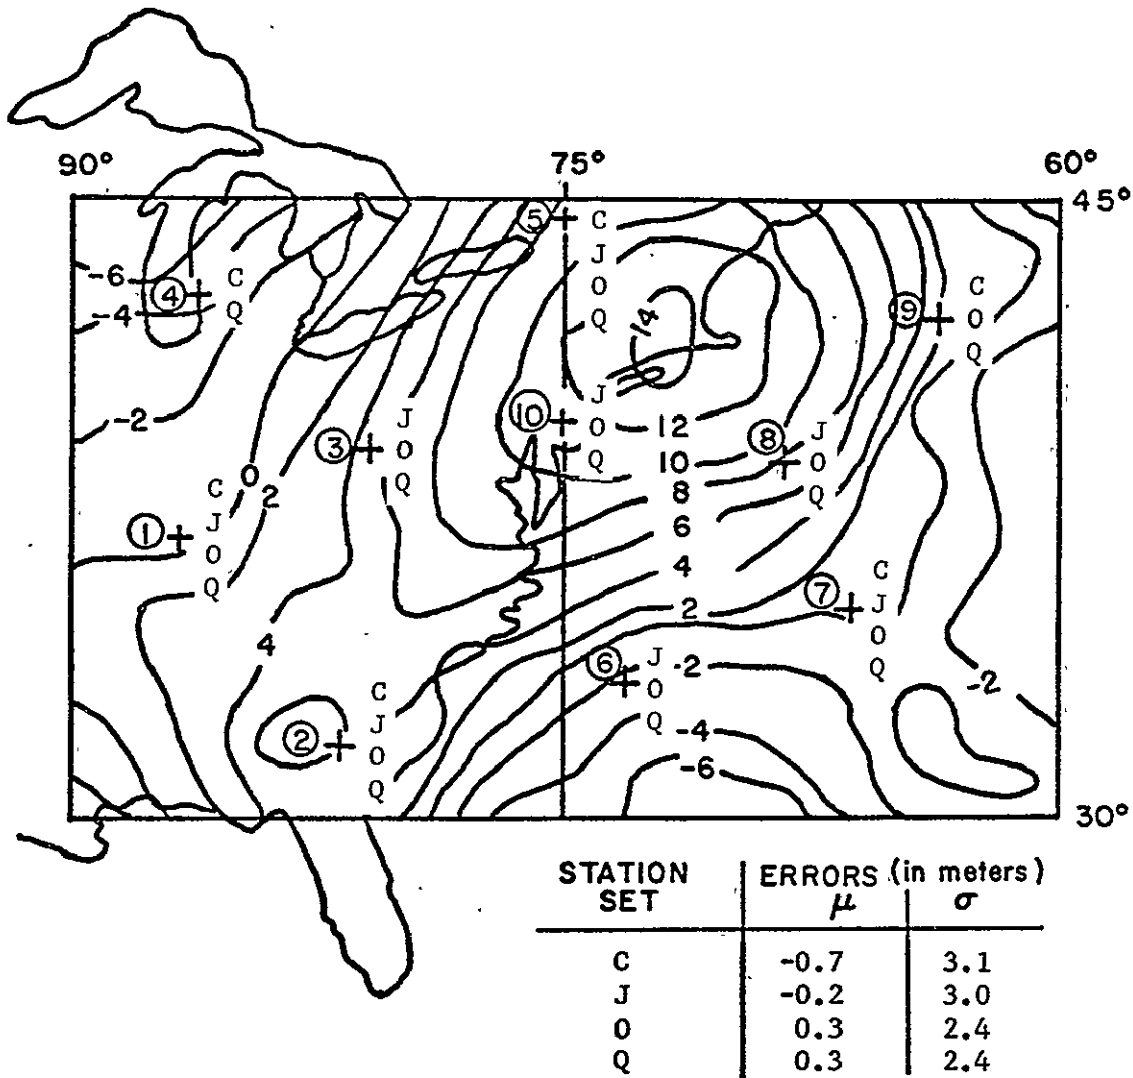 90° 75° 60°
45°
⑤ C
J
O
Q
-6
④ C
Q
-4
14
⑨ C
O
Q
-2
③ J
O
Q
⑩ J
O
Q
12
10
8
6
4
2
⑧ J
O
Q
0
2
① C
J
O
Q
4
⑦ C
J
O
Q
⑥ J
O
Q
-2
-4
-6
-2
② C
J
O
Q
30°
STATION SET ERRORS (in meters)
μ σ
C -0.7 3.1
J -0.2 3.0
O 0.3 2.4
Q 0.3 2.4